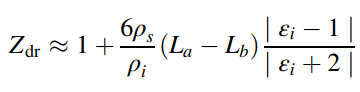 Z_dr ≈ 1 + 6ρ_s/ρ_i (L_a − L_b) | ε_i − 1 | / | ε_i + 2 |